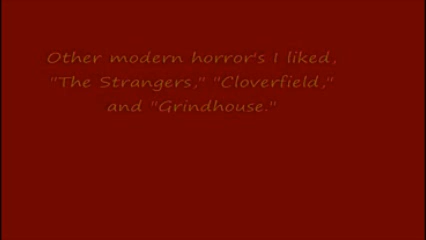 Other modern horror's I liked,
"The Strangers," "Cloverfield,"
and "Grindhouse."